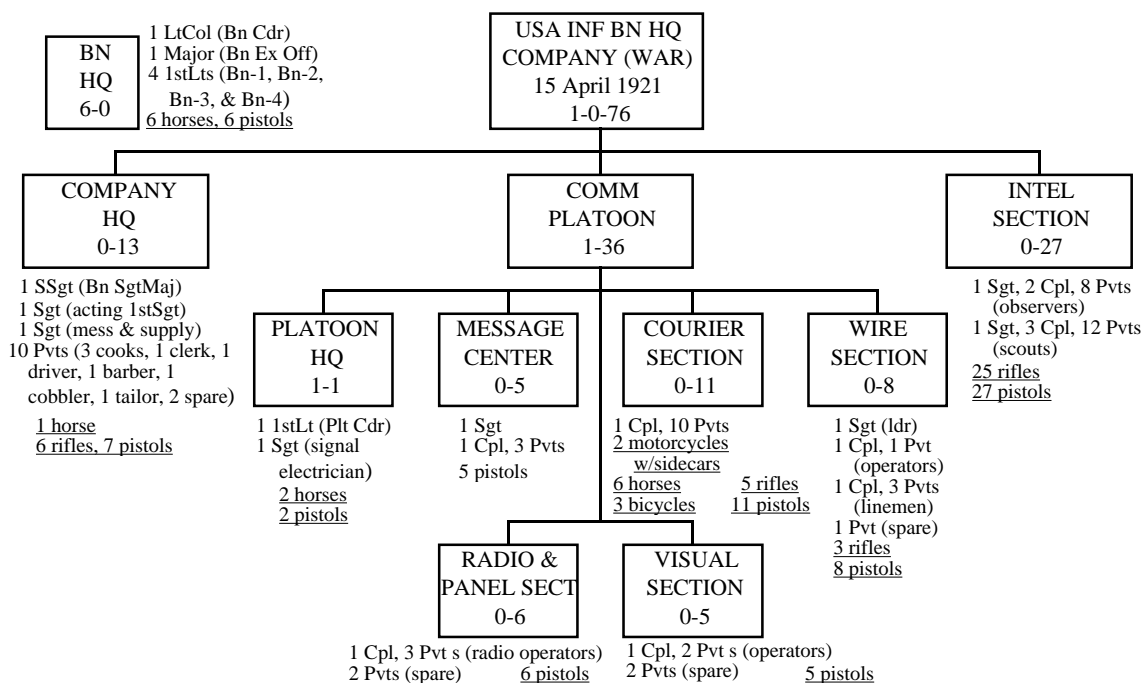 BN
HQ
6-0
1 LtCol (Bn Cdr)
1 Major (Bn Ex Off)
4 1stLts (Bn-1, Bn-2,
Bn-3, & Bn-4)
6 horses, 6 pistols
USA INF BN HQ
COMPANY (WAR)
15 April 1921
1-0-76
COMPANY
HQ
0-13
1 SSgt (Bn SgtMaj)
1 Sgt (acting 1stSgt)
1 Sgt (mess & supply)
10 Pvts (3 cooks, 1 clerk, 1
driver, 1 barber, 1
cobbler, 1 tailor, 2 spare)
1 horse
6 rifles, 7 pistols
COMM
PLATOON
1-36
INTEL
SECTION
0-27
1 Sgt, 2 Cpl, 8 Pvts
(observers)
1 Sgt, 3 Cpl, 12 Pvts
(scouts)
25 rifles
27 pistols
PLATOON
HQ
1-1
1 1stLt (Plt Cdr)
1 Sgt (signal
electrician)
2 horses
2 pistols
MESSAGE
CENTER
0-5
1 Sgt
1 Cpl, 3 Pvts
5 pistols
COURIER
SECTION
0-11
1 Cpl, 10 Pvts
2 motorcycles
w/sidecars
6 horses 5 rifles
3 bicycles 11 pistols
WIRE
SECTION
0-8
1 Sgt (ldr)
1 Cpl, 1 Pvt
(operators)
1 Cpl, 3 Pvts
(linemen)
1 Pvt (spare)
3 rifles
8 pistols
RADIO &
PANEL SECT
0-6
1 Cpl, 3 Pvt s (radio operators)
2 Pvts (spare) 6 pistols
VISUAL
SECTION
0-5
1 Cpl, 2 Pvt s (operators)
2 Pvts (spare) 5 pistols